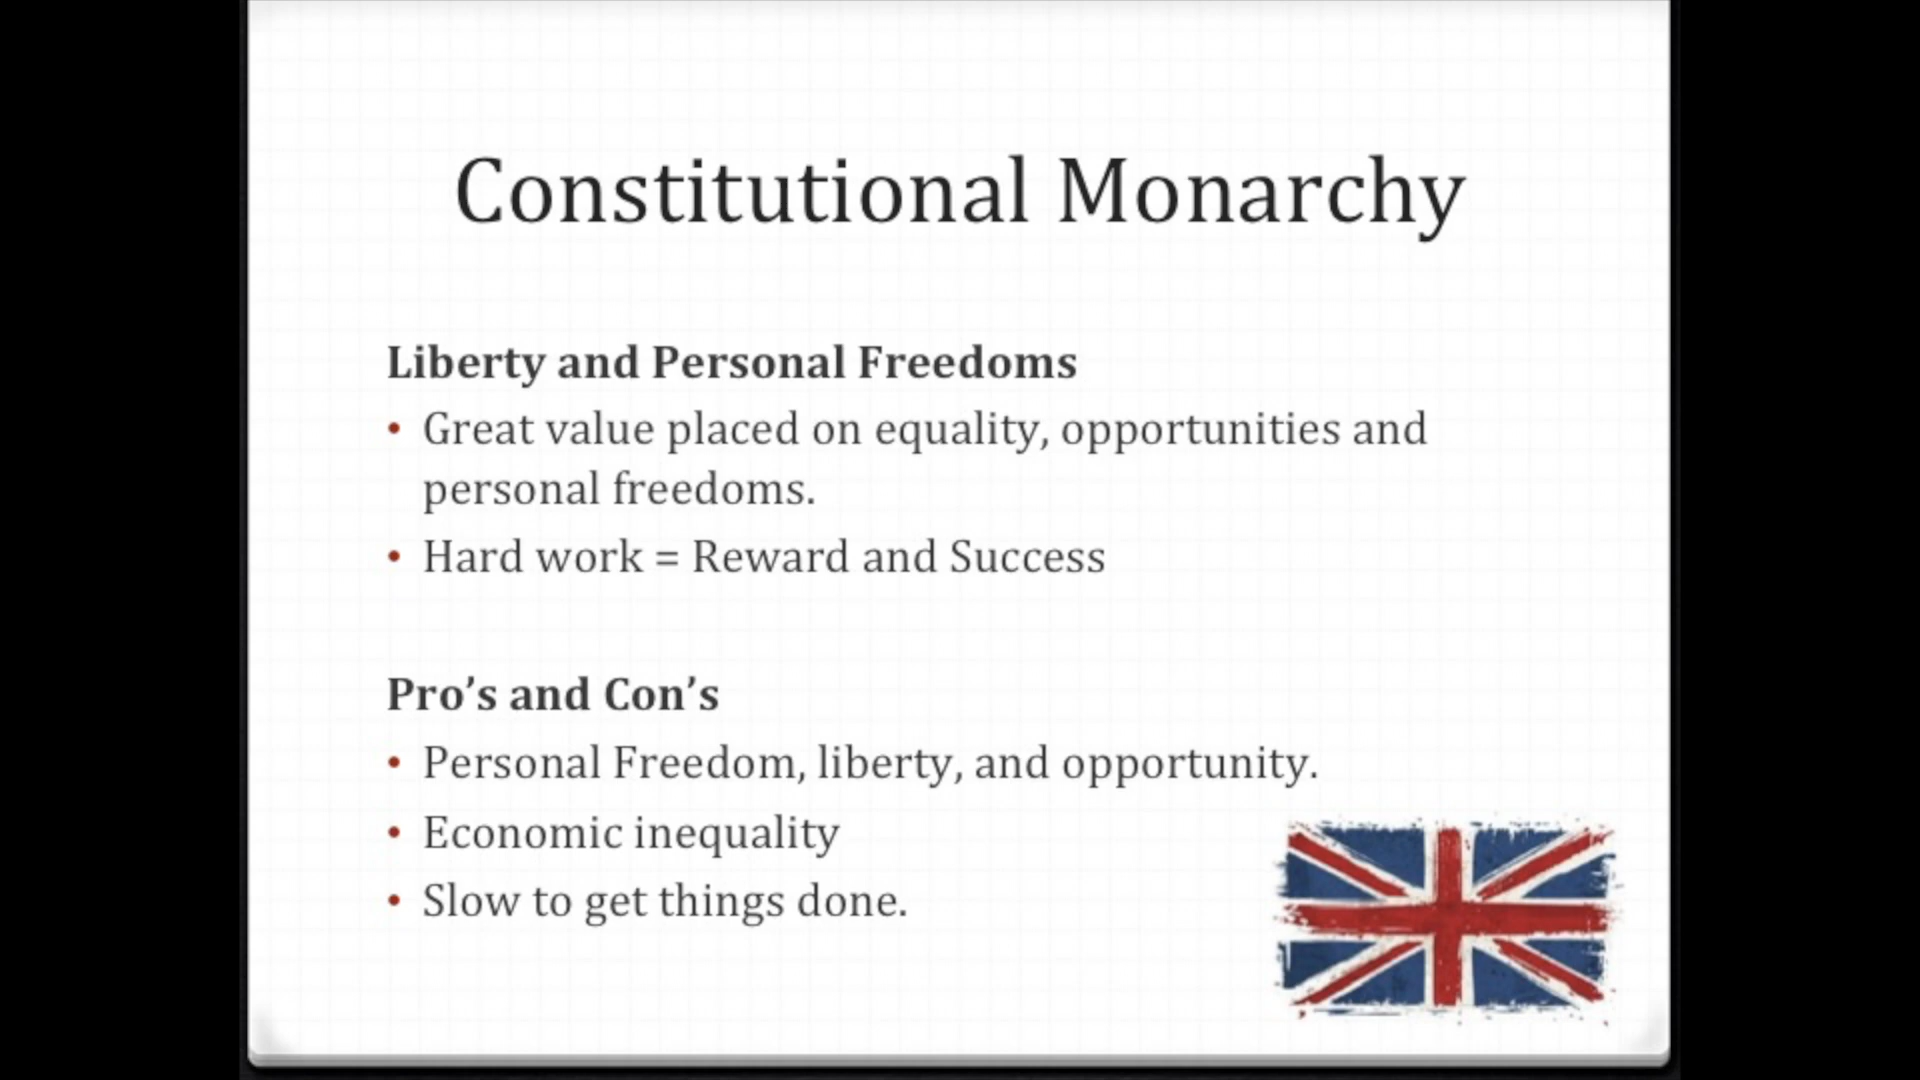 Constitutional Monarchy
Liberty and Personal Freedoms
• Great value placed on equality, opportunities and
personal freedoms.
• Hard work = Reward and Success
Pro’s and Con’s
• Personal Freedom, liberty, and opportunity.
• Economic inequality
• Slow to get things done.